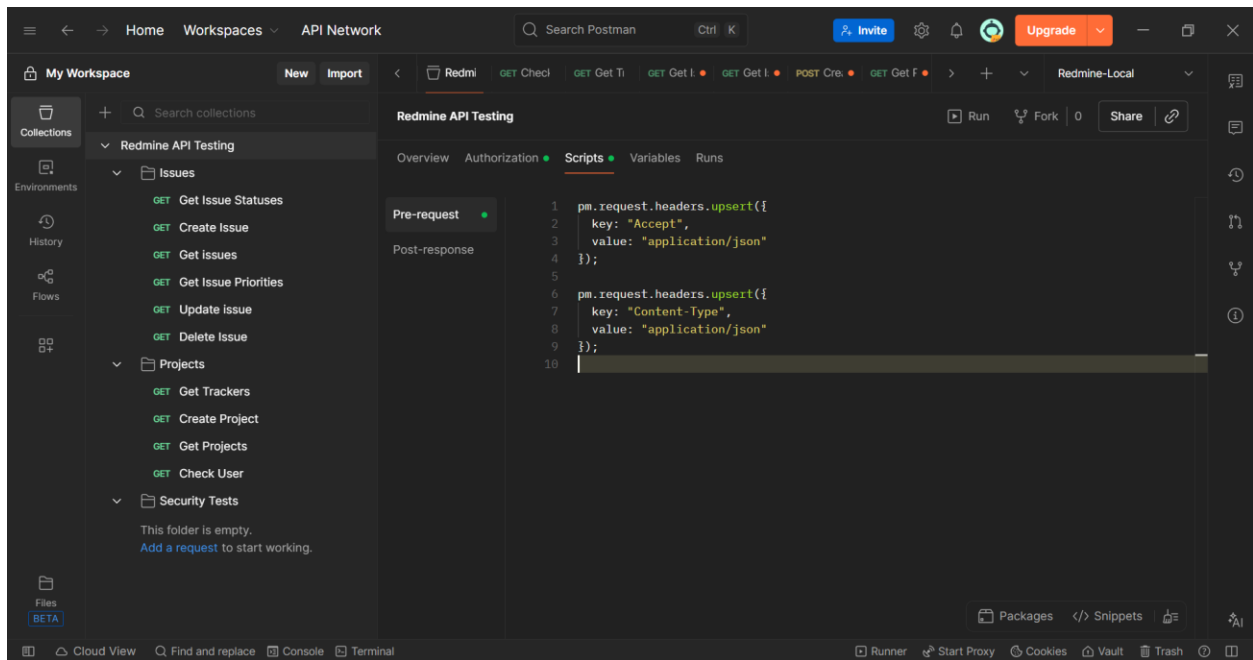 Home Workspaces API Network Search Postman Ctrl K Invite Upgrade
My Workspace New Import Redmi GET Check GET Get Ti GET Get I: GET Get I: POST Cre. GET Get F Redmine-Local
Collections
Environments
History
Flows
Files
BETA
Search collections
Redmine API Testing
Issues
GET Get Issue Statuses
GET Create Issue
GET Get issues
GET Get Issue Priorities
GET Update issue
GET Delete Issue
Projects
GET Get Trackers
GET Create Project
GET Get Projects
GET Check User
Security Tests
This folder is empty.
Add a request to start working.
Redmine API Testing Run Fork 0 Share
Overview Authorization Scripts Variables Runs
Pre-request
Post-response
1 pm.request.headers.upsert({
2 key: "Accept",
3 value: "application/json"
4 });
5
6 pm.request.headers.upsert({
7 key: "Content-Type",
8 value: "application/json"
9 });
10
Packages </> Snippets
AI
Cloud View Find and replace Console Terminal Runner Start Proxy Cookies Vault Trash